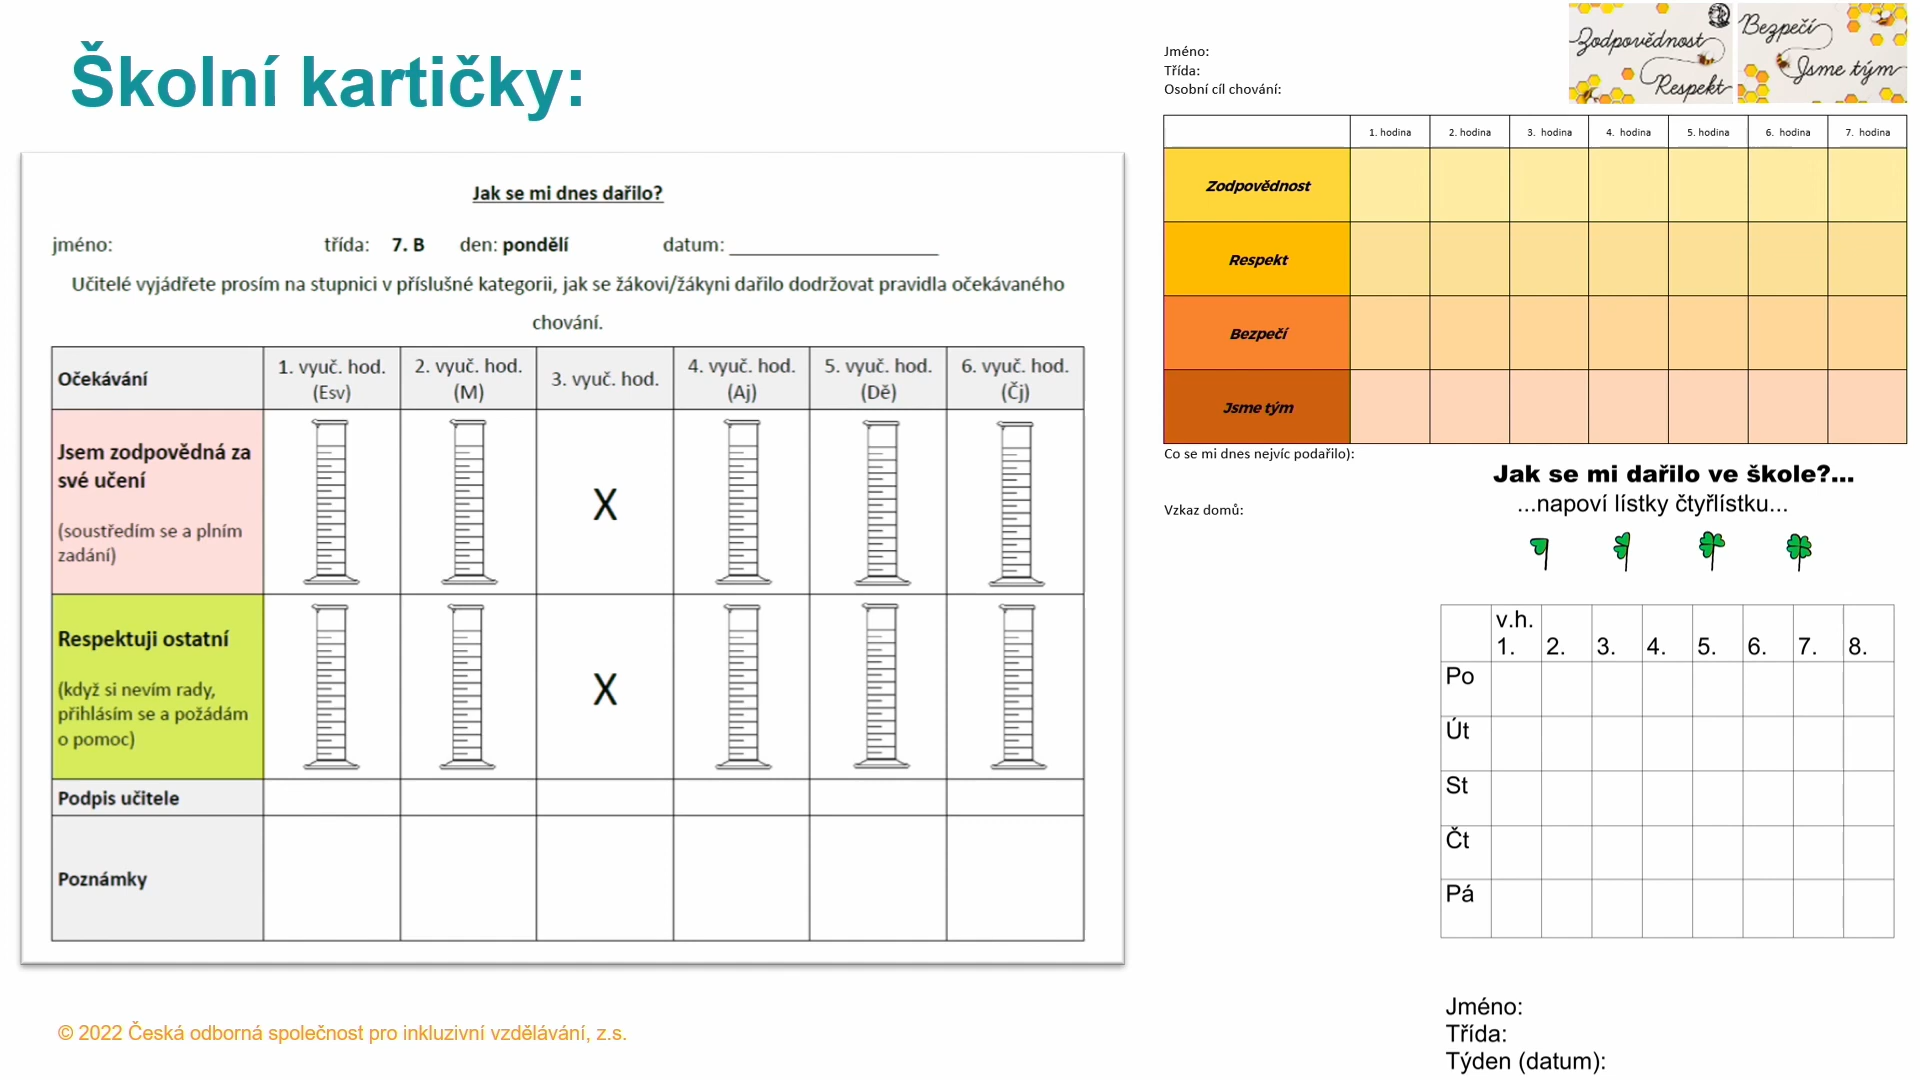 Školní kartičky:
Jak se mi dnes dařilo?
jméno: třída: 7. B den: pondělí datum: ____________________
Učitelé vyjádřete prosím na stupnici v příslušné kategorii, jak se žákovi/žákyni dařilo dodržovat pravidla očekávaného
chování.
Očekávání
1. vyuč. hod.
(Esv)
2. vyuč. hod.
(M)
3. vyuč. hod.
4. vyuč. hod.
(Aj)
5. vyuč. hod.
(Dě)
6. vyuč. hod.
(Čj)
Jsem zodpovědná za
své učení
(soustředím se a plním
zadání)
X
Respektuji ostatní
(když si nevím rady,
přihlásím se a požádám
o pomoc)
X
Podpis učitele
Poznámky
© 2022 Česká odborná společnost pro inkluzivní vzdělávání, z.s.
Jméno:
Třída:
Osobní cíl chování:
Zodpovědnost
Respekt
Bezpečí
Jsme tým
1. hodina 2. hodina 3. hodina 4. hodina 5. hodina 6. hodina 7. hodina
Zodpovědnost
Respekt
Bezpečí
Jsme tým
Co se mi dnes nejvíc podařilo):
Vzkaz domů:
Jak se mi dařilo ve škole?...
...napoví lístky čtyřlístku...
v.h.
1. 2. 3. 4. 5. 6. 7. 8.
Po
Út
St
Čt
Pá
Jméno:
Třída:
Týden (datum):